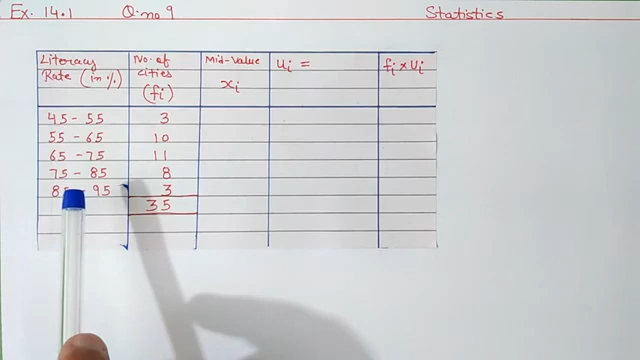 Ex. 14.1 Q.no 9 Statistics
Literacy Rate (in %) No. of cities (fi) Mid-Value xi ui = fi × ui
45 - 55 3
55 - 65 10
65 - 75 11
75 - 85 8
85 - 95 3
35